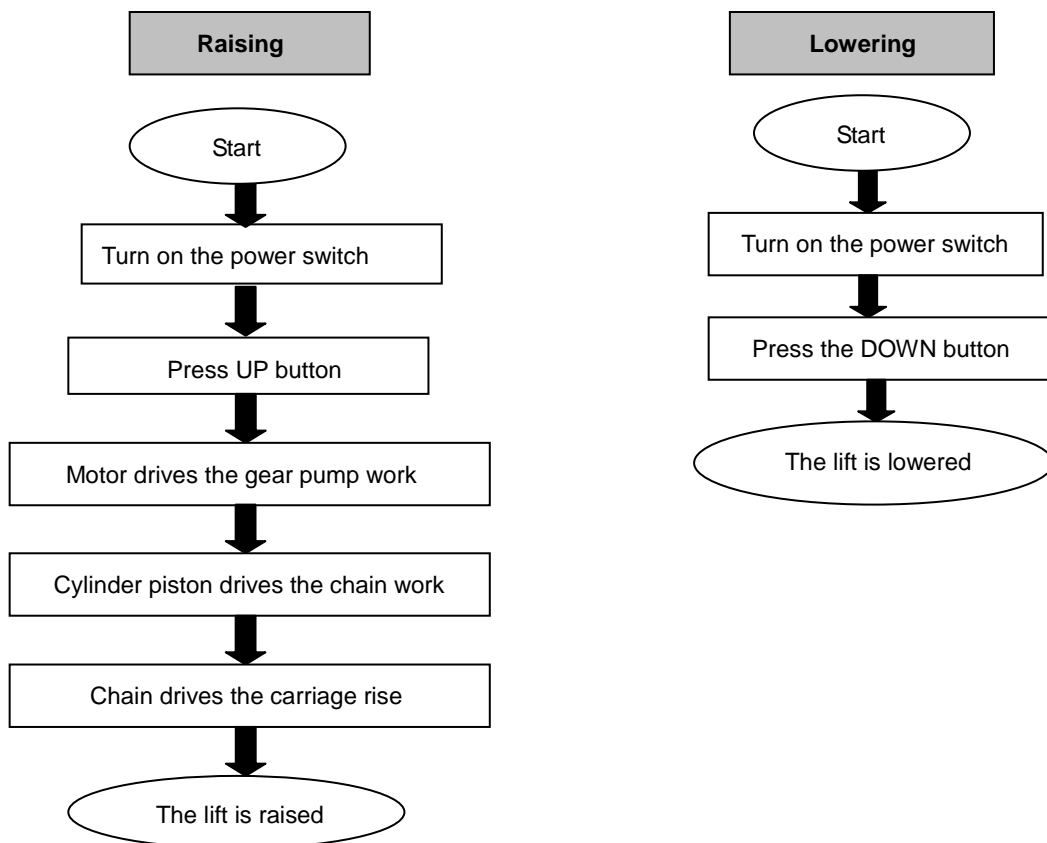 Raising
Start
Turn on the power switch
Press UP button
Motor drives the gear pump work
Cylinder piston drives the chain work
Chain drives the carriage rise
The lift is raised
Lowering
Start
Turn on the power switch
Press the DOWN button
The lift is lowered